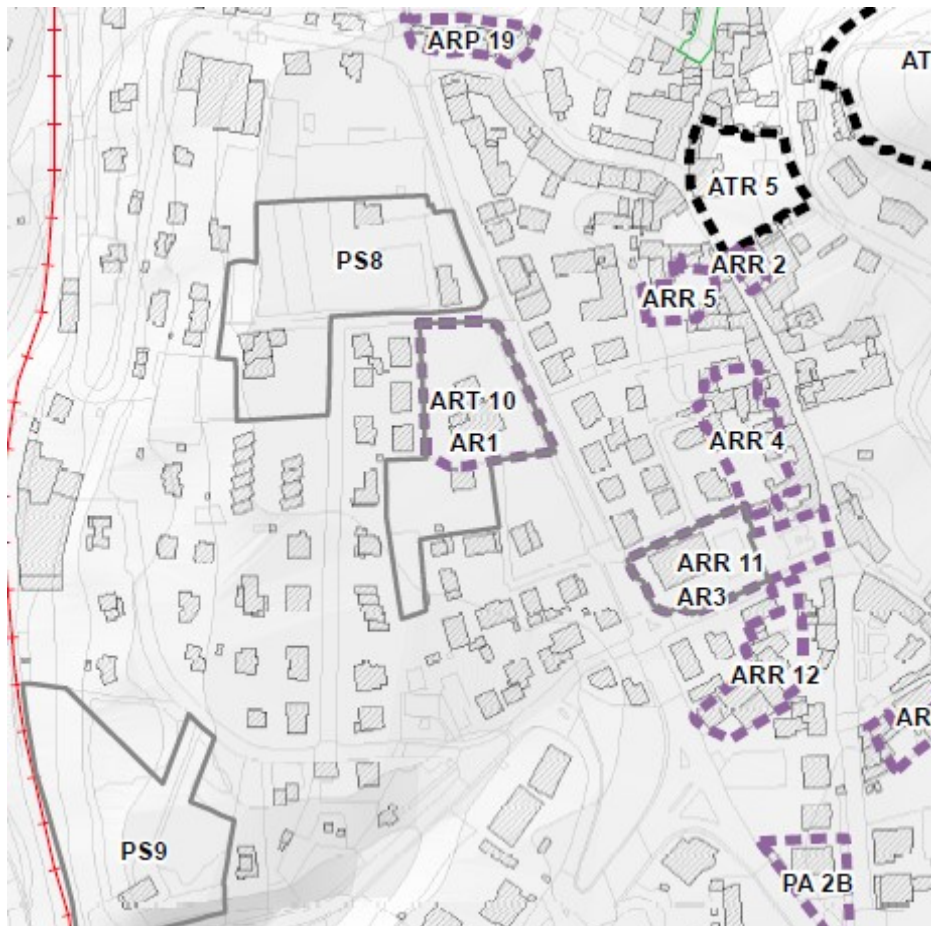 ARP 19
AT
ATR 5
PS8
ARR 2
ARR 5
ART 10
AR1
ARR 4
ARR 11
AR3
ARR 12
AR
PS9
PA 2B